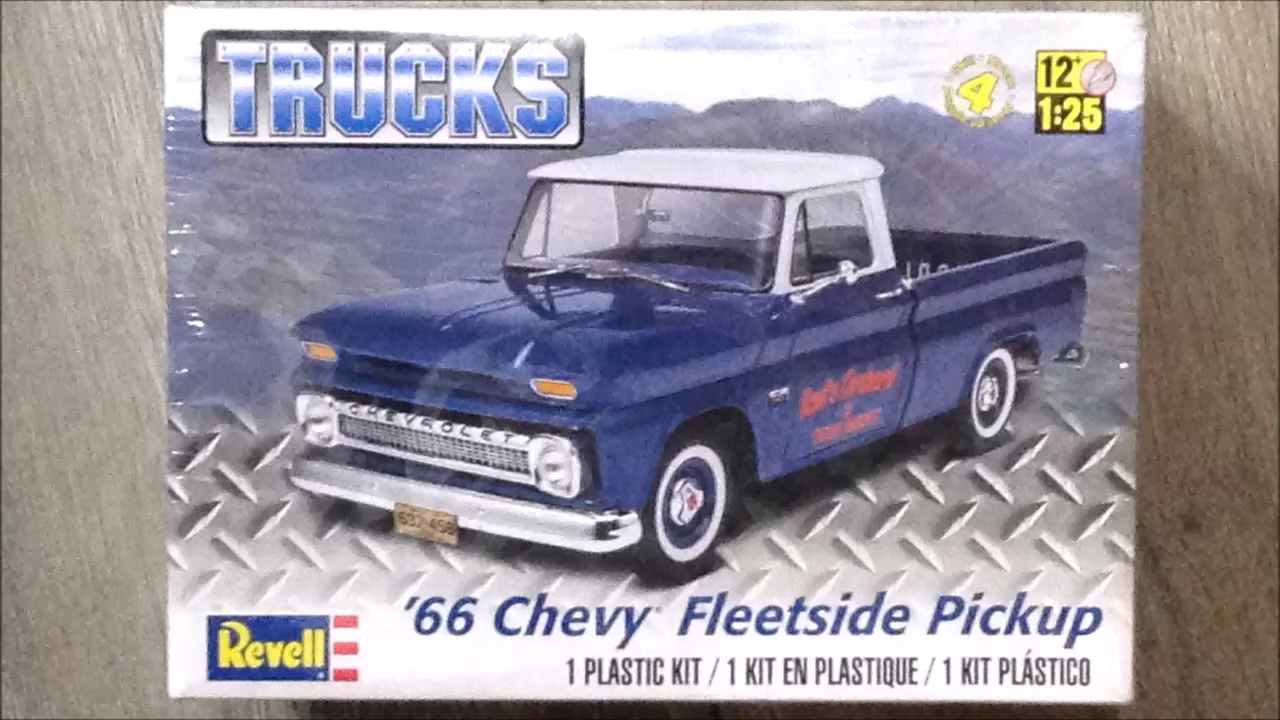 TRUCKS
4
12+
1:25
CHEVROLET
'66 Chevy Fleetside Pickup
Revell
1 PLASTIC KIT / 1 KIT EN PLASTIQUE / 1 KIT PLÁSTICO